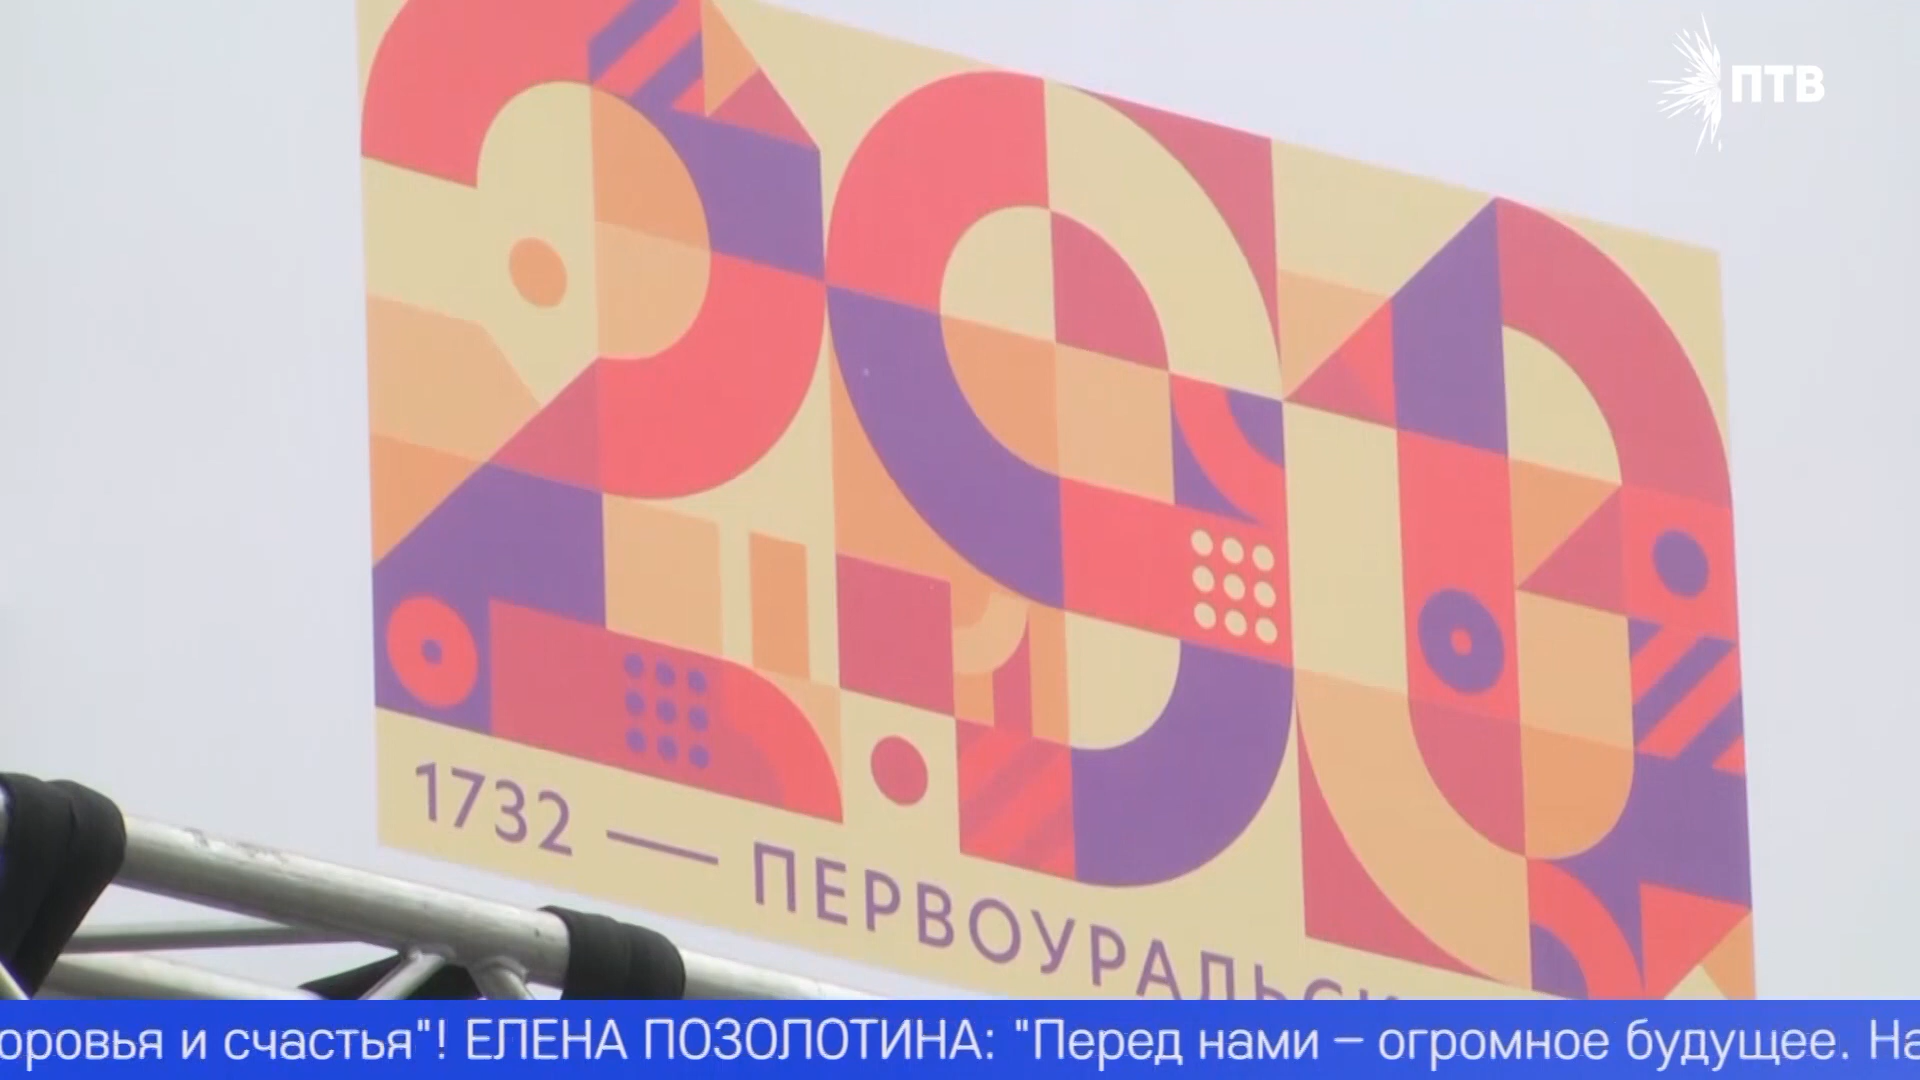 ПТВ
290
1732 — ПЕРВОУРАЛЬСК
оровья и счастья"! ЕЛЕНА ПОЗОЛОТИНА: "Перед нами – огромное будущее. На